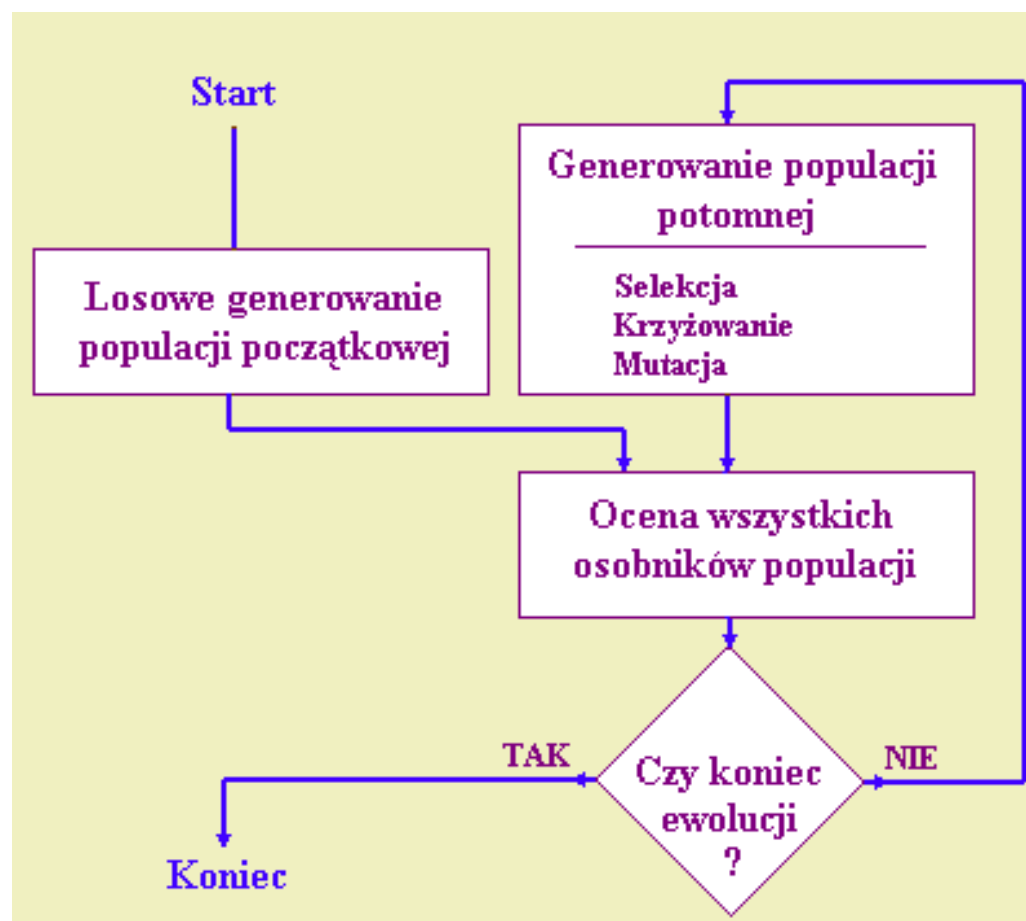 Start
Losowe generowanie
populacji początkowej
Generowanie populacji
potomnej
Selekcja
Krzyżowanie
Mutacja
Ocena wszystkich
osobników populacji
Czy koniec
ewolucji
?
TAK
NIE
Koniec